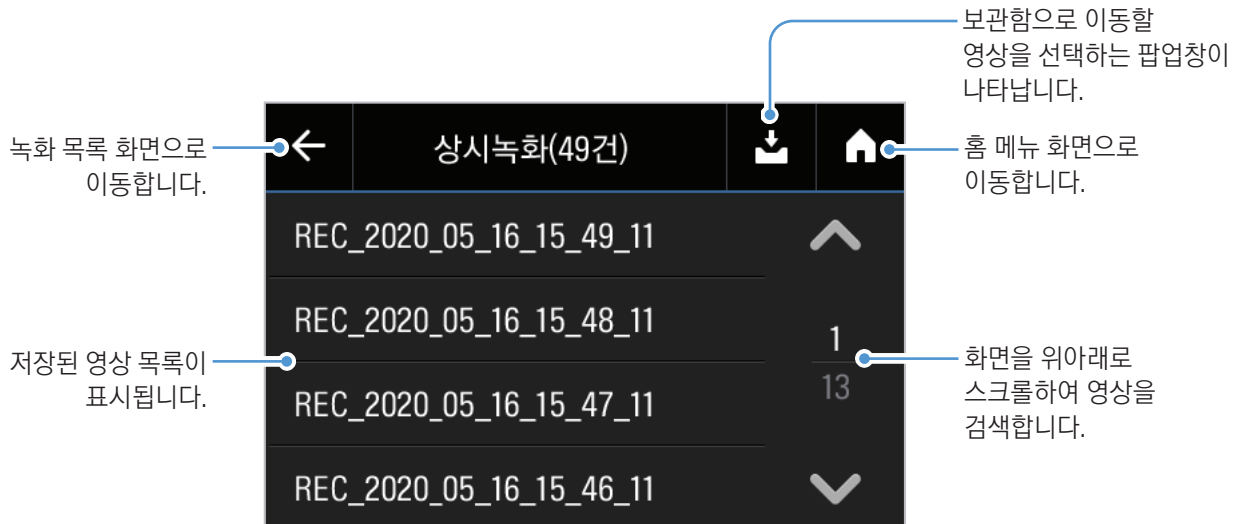 보관함으로 이동할
영상을 선택하는 팝업창이
나타납니다.
녹화 목록 화면으로
이동합니다.
상시녹화(49건)
홈 메뉴 화면으로
이동합니다.
REC_2020_05_16_15_49_11
REC_2020_05_16_15_48_11
저장된 영상 목록이
표시됩니다.
1
13
화면을 위아래로
스크롤하여 영상을
검색합니다.
REC_2020_05_16_15_47_11
REC_2020_05_16_15_46_11